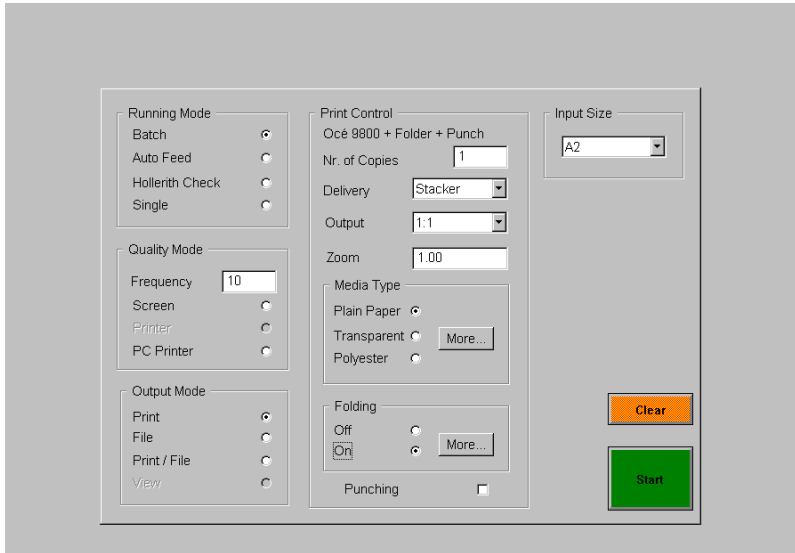 Running Mode
Batch
Auto Feed
Hollerith Check
Single
Quality Mode
Frequency 10
Screen
Printer
PC Printer
Output Mode
Print
File
Print / File
View
Print Control
Océ 9800 + Folder + Punch
Nr. of Copies 1
Delivery Stacker
Output 1:1
Zoom 1.00
Media Type
Plain Paper
Transparent
More...
Polyester
Folding
Off
On
More...
Punching
Input Size
A2
Clear
Start